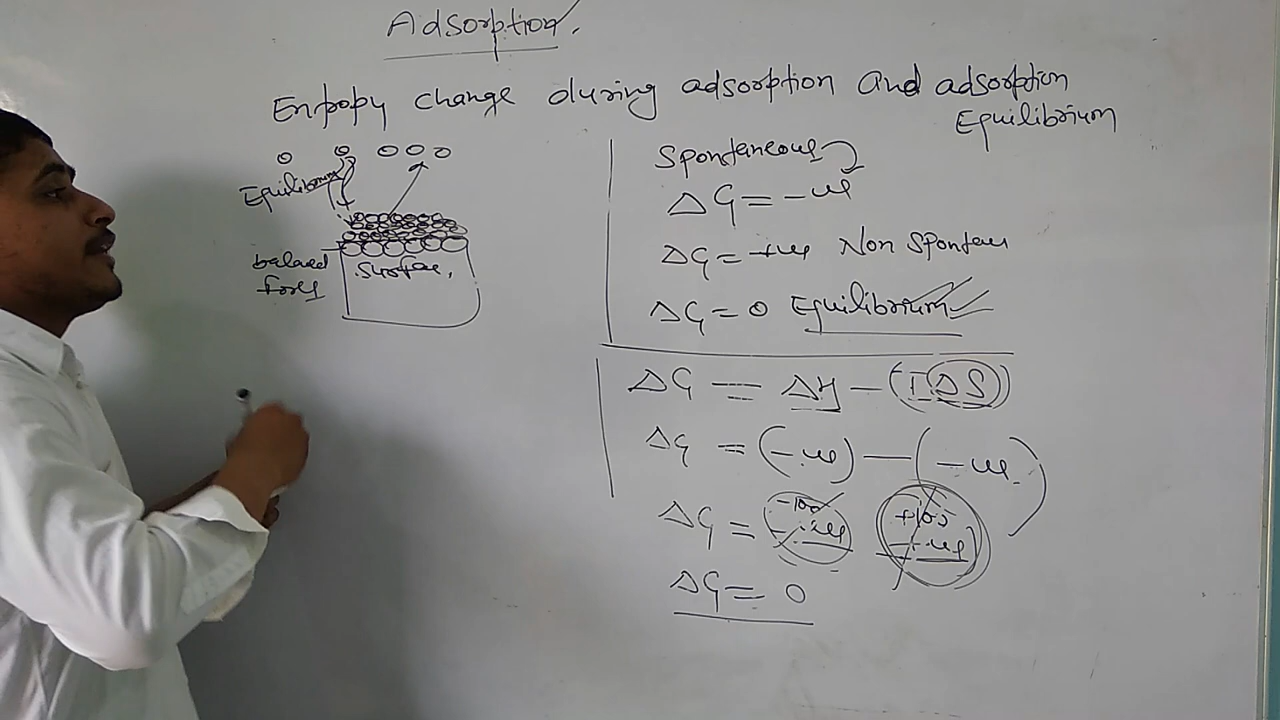 Adsorption.
Entropy change during adsorption and adsorption
Equilibrium
Equilibrium
balanced
forces
Surface,
Spontaneous
ΔG = -ve
ΔG = +ve Non Spontaneous
ΔG = 0 Equilibrium
ΔG = ΔH - (TΔS)
ΔG = (-ve) - (-ve)
ΔG = -100 +100
-ve +ve
ΔG = 0